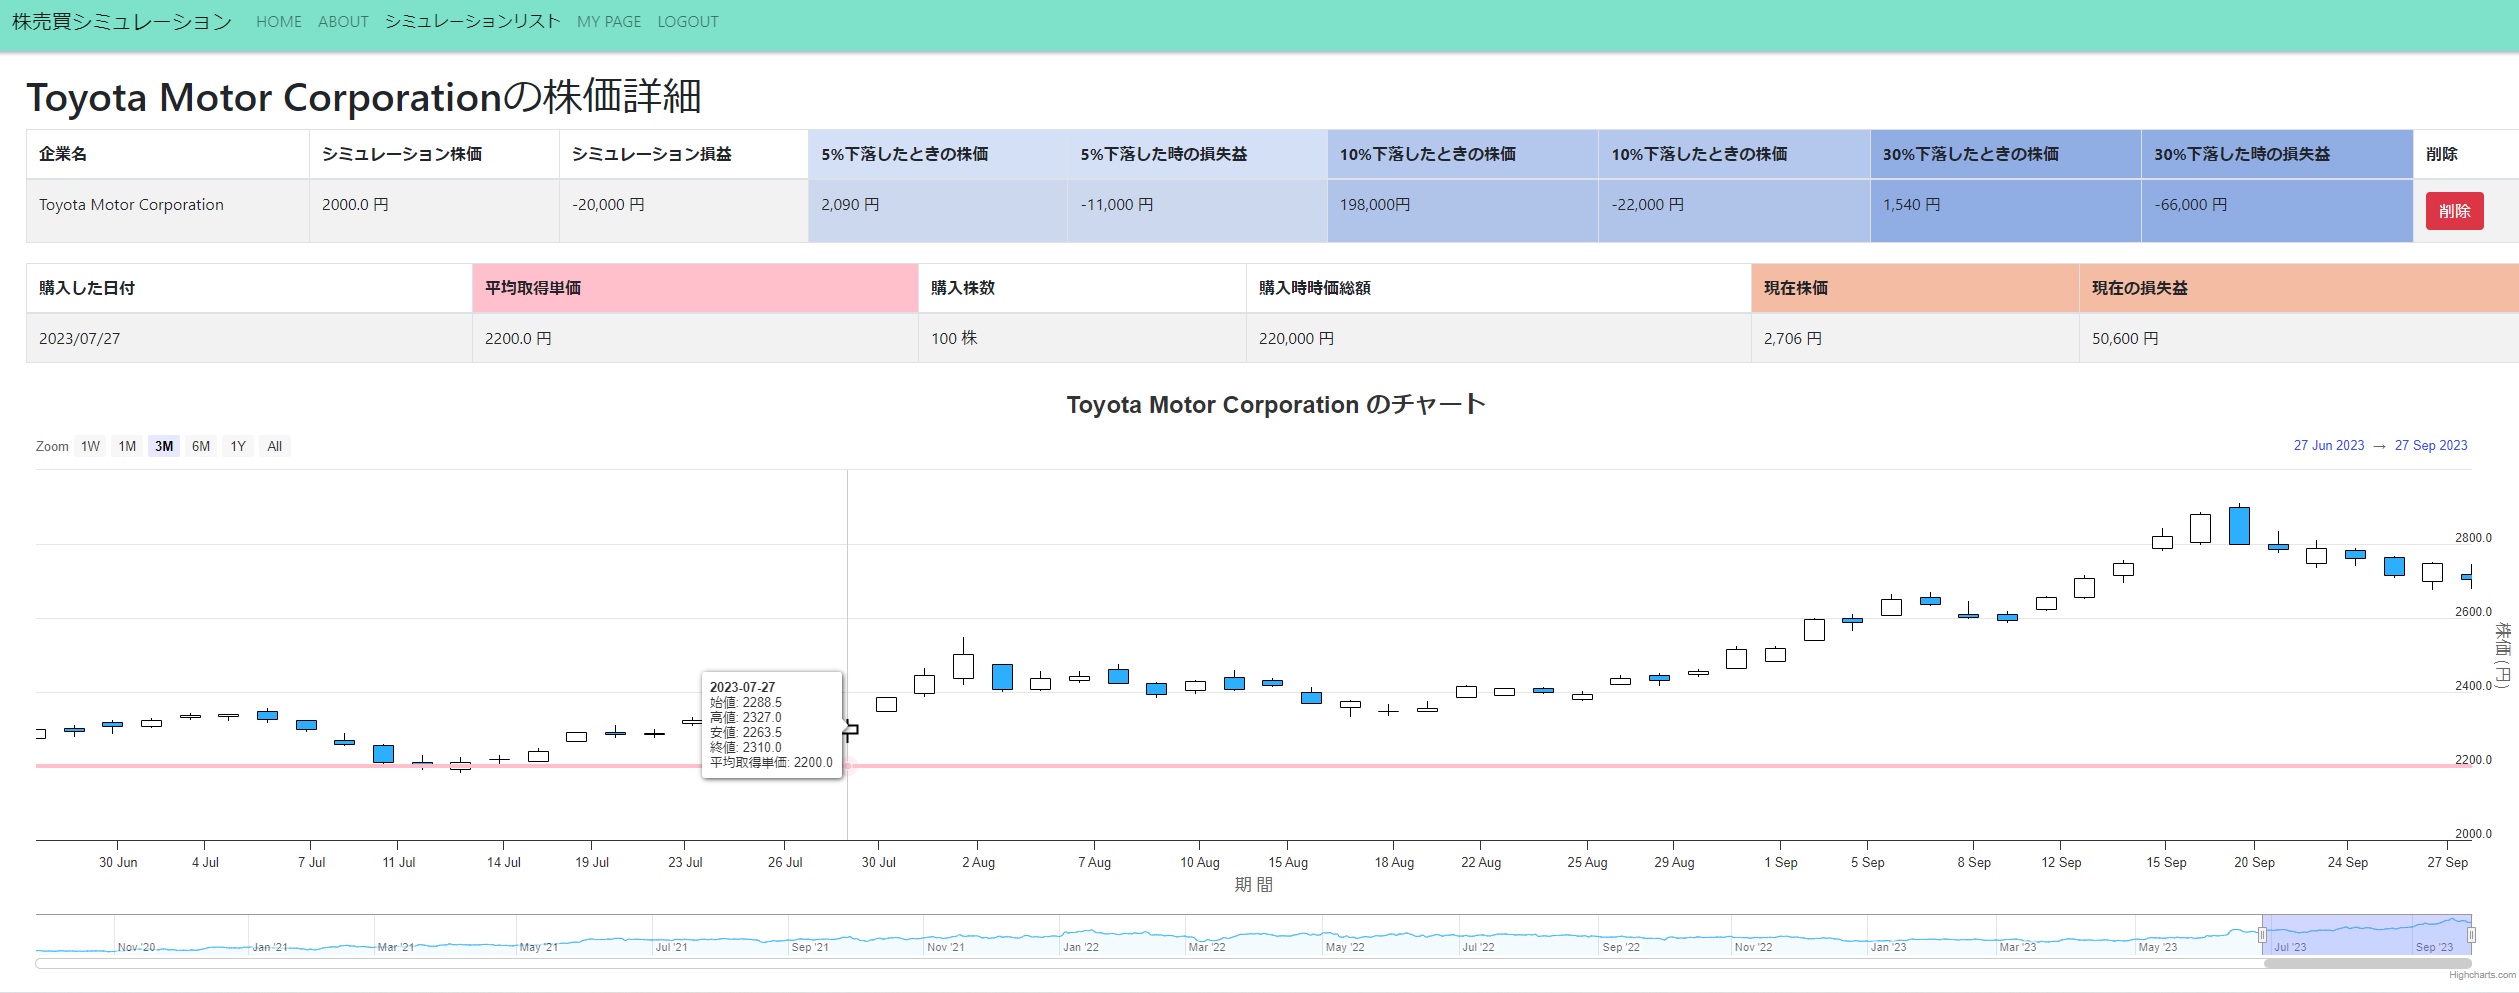 株売買シミュレーション HOME ABOUT シミュレーションリスト MY PAGE LOGOUT
Toyota Motor Corporationの株価詳細
企業名 シミュレーション株価 シミュレーション損益 5%下落したときの株価 5%下落した時の損失益 10%下落したときの株価 10%下落したときの株価 30%下落したときの株価 30%下落した時の損失益 削除
Toyota Motor Corporation 2000.0 円 -20,000 円 2,090 円 -11,000 円 198,000円 -22,000 円 1,540 円 -66,000 円 削除
購入した日付 平均取得単価 購入株数 購入時時価総額 現在株価 現在の損失益
2023/07/27 2200.0 円 100 株 220,000 円 2,706 円 50,600 円
Toyota Motor Corporation のチャート
Zoom 1W 1M 3M 6M 1Y All 27 Jun 2023 → 27 Sep 2023
2800.0
2600.0
株価 (円)
2400.0
2023-07-27
始値: 2288.5
高値: 2327.0
安値: 2263.5
終値: 2310.0
平均取得単価: 2200.0
2200.0
2000.0
30 Jun 4 Jul 7 Jul 11 Jul 14 Jul 19 Jul 23 Jul 26 Jul 30 Jul 2 Aug 7 Aug 10 Aug 15 Aug 18 Aug 22 Aug 25 Aug 29 Aug 1 Sep 5 Sep 8 Sep 12 Sep 15 Sep 20 Sep 24 Sep 27 Sep
期 間
Nov '20 Jan '21 Mar '21 May '21 Jul '21 Sep '21 Nov '21 Jan '22 Mar '22 May '22 Jul '22 Sep '22 Nov '22 Jan '23 Mar '23 May '23 Jul '23 Sep '23
Highcharts.com